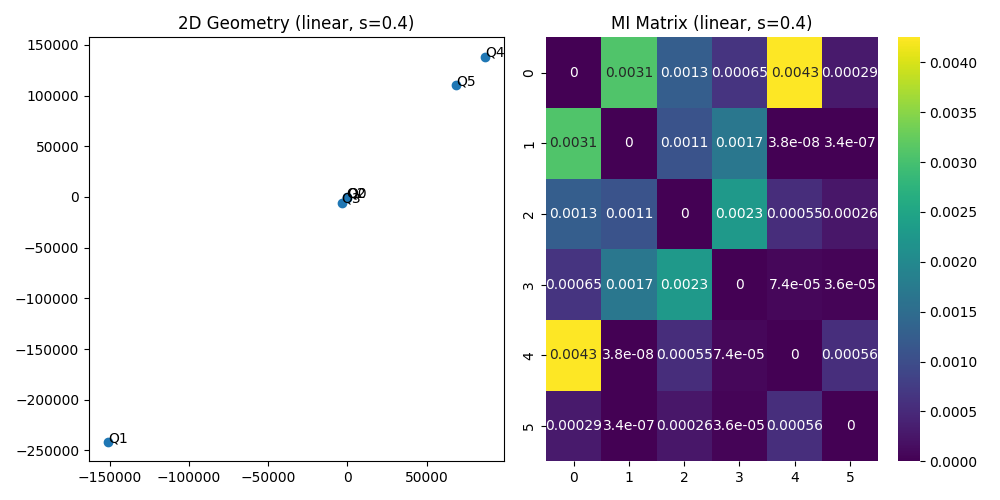 2D Geometry (linear, s=0.4)
150000
100000
50000
0
−50000
−100000
−150000
−200000
−250000
−150000 −100000 −50000 0 50000
Q4
Q5
Q3
Q1
MI Matrix (linear, s=0.4)
0 0 0.0031 0.0013 0.00065 0.0043 0.00029
1 0.0031 0 0.0011 0.0017 3.8e-08 3.4e-07
2 0.0013 0.0011 0 0.0023 0.00055 0.00026
3 0.00065 0.0017 0.0023 0 7.4e-05 3.6e-05
4 0.0043 3.8e-08 0.00055 7.4e-05 0 0.00056
5 0.00029 3.4e-07 0.00026 3.6e-05 0.00056 0
0 1 2 3 4 5
0.0040
0.0035
0.0030
0.0025
0.0020
0.0015
0.0010
0.0005
0.0000